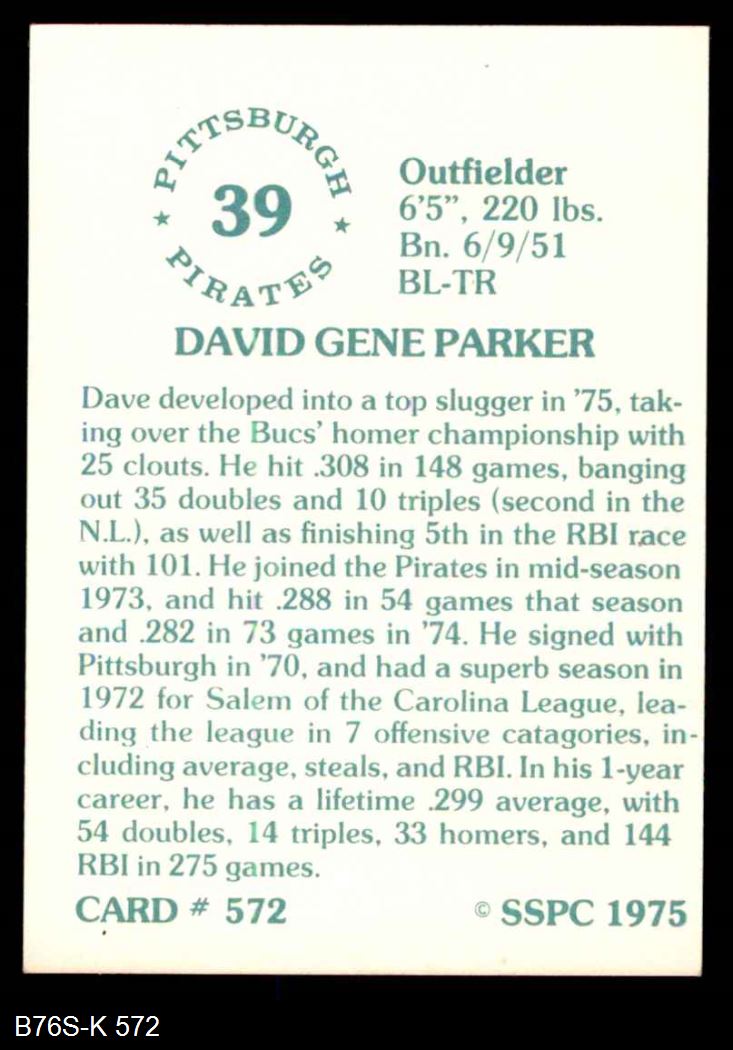 PITTSBURGH
39
PIRATES
Outfielder
6'5", 220 lbs.
Bn. 6/9/51
BL-TR
DAVID GENE PARKER
Dave developed into a top slugger in '75, tak-
ing over the Bucs' homer championship with
25 clouts. He hit .308 in 148 games, banging
out 35 doubles and 10 triples (second in the
N.L.), as well as finishing 5th in the RBI race
with 101. He joined the Pirates in mid-season
1973, and hit .288 in 54 games that season
and .282 in 73 games in '74. He signed with
Pittsburgh in '70, and had a superb season in
1972 for Salem of the Carolina League, lea-
ding the league in 7 offensive catagories, in-
cluding average, steals, and RBI. In his 1-year
career, he has a lifetime .299 average, with
54 doubles, 14 triples, 33 homers, and 144
RBI in 275 games.
CARD # 572
© SSPC 1975
B76S-K 572